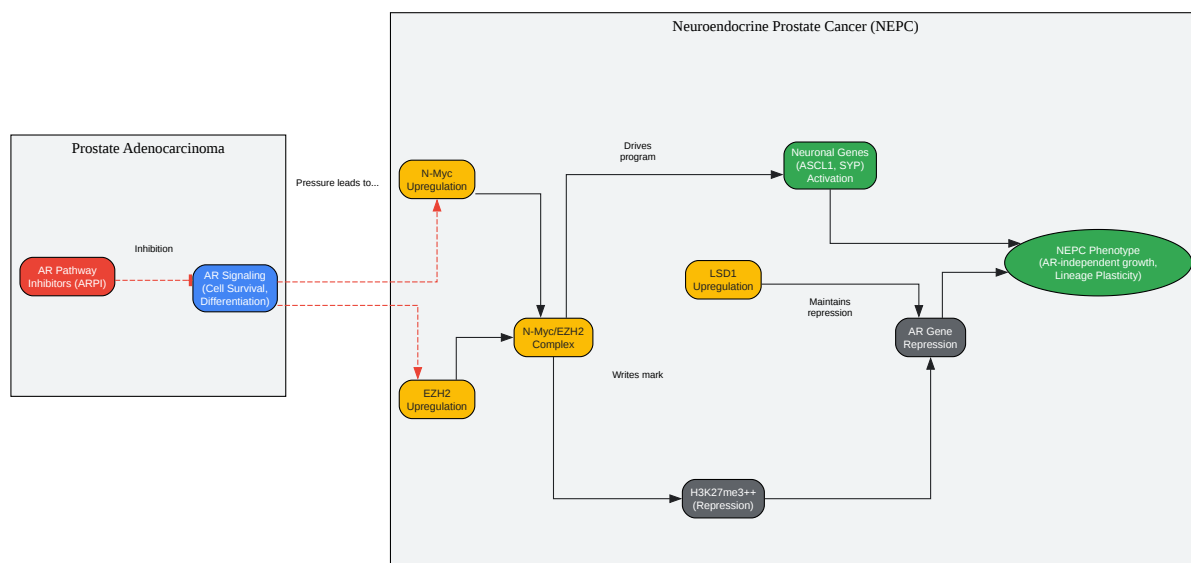 Neuroendocrine Prostate Cancer (NEPC)
Prostate Adenocarcinoma
Pressure leads to...
Inhibition
AR Pathway
Inhibitors (ARPI)
AR Signaling
(Cell Survival,
Differentiation)
N-Myc
Upregulation
EZH2
Upregulation
N-Myc/EZH2
Complex
Drives
program
Writes mark
Neuronal Genes
(ASCL1, SYP)
Activation
LSD1
Upregulation
Maintains
repression
H3K27me3++
(Repression)
AR Gene
Repression
NEPC Phenotype
(AR-independent growth,
Lineage Plasticity)